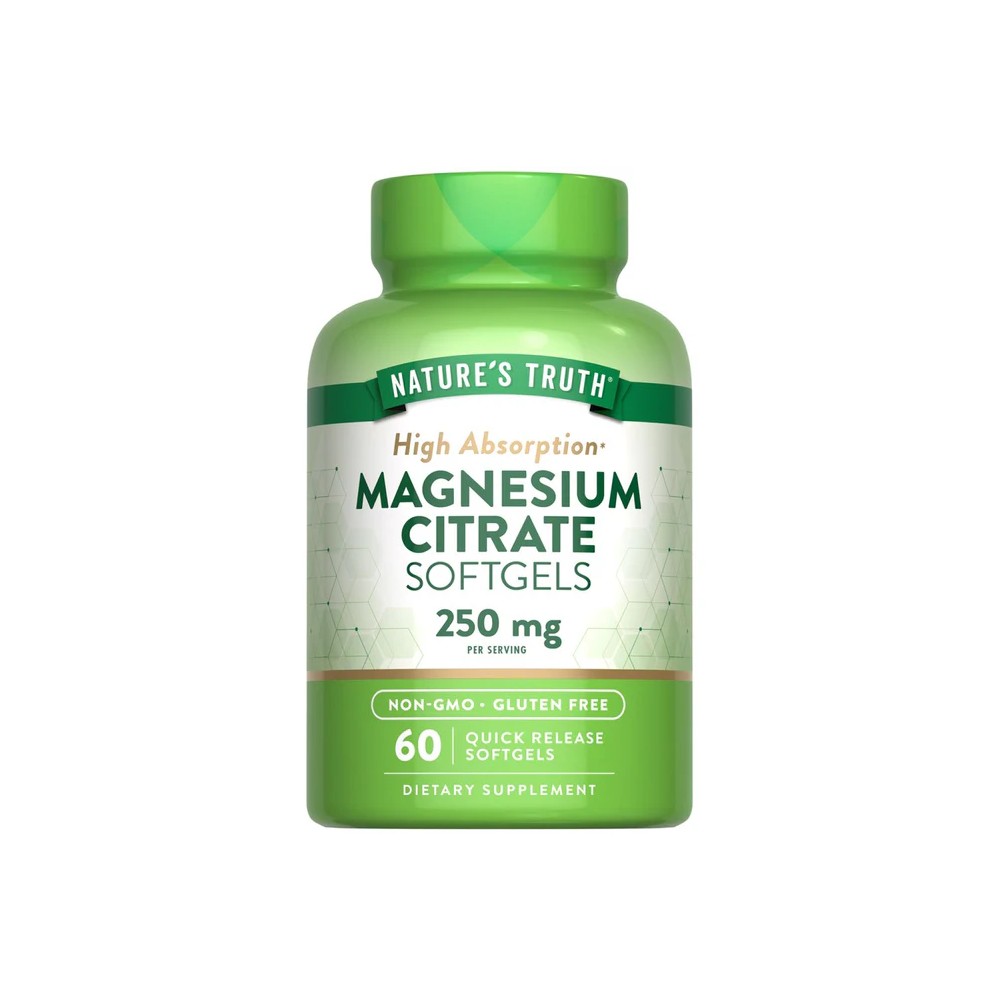 NATURE'S TRUTH®
High Absorption*
MAGNESIUM
CITRATE
SOFTGELS
250 mg
PER SERVING
NON-GMO • GLUTEN FREE
60 QUICK RELEASE
SOFTGELS
DIETARY SUPPLEMENT